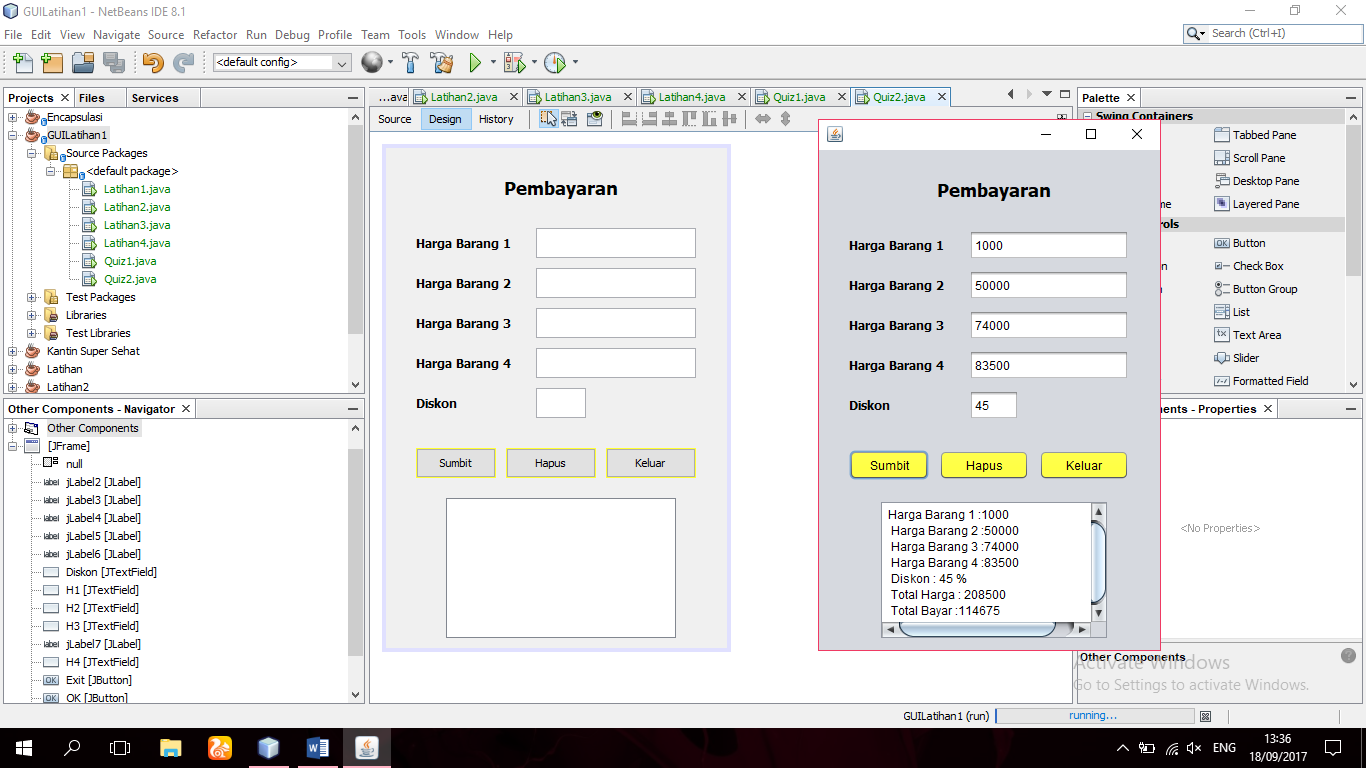 GUILatihan1 - NetBeans IDE 8.1
File Edit View Navigate Source Refactor Run Debug Profile Team Tools Window Help
Search (Ctrl+I)
<default config>
Projects Files Services
Encapsulasi
GUILatihan1
Source Packages
<default package>
Latihan1.java
Latihan2.java
Latihan3.java
Latihan4.java
Quiz1.java
Quiz2.java
Test Packages
Libraries
Test Libraries
Kantin Super Sehat
Latihan
Latihan2
Other Components - Navigator
Other Components
[JFrame]
null
jLabel2 [JLabel]
jLabel3 [JLabel]
jLabel4 [JLabel]
jLabel5 [JLabel]
jLabel6 [JLabel]
Diskon [JTextField]
H1 [JTextField]
H2 [JTextField]
H3 [JTextField]
jLabel7 [JLabel]
H4 [JTextField]
Exit [JButton]
OK OK [JButton]
...ava Latihan2.java Latihan3.java Latihan4.java Quiz1.java Quiz2.java
Source Design History
Pembayaran
Harga Barang 1
Harga Barang 2
Harga Barang 3
Harga Barang 4
Diskon
Sumbit Hapus Keluar
Pembayaran
Harga Barang 1 1000
Harga Barang 2 50000
Harga Barang 3 74000
Harga Barang 4 83500
Diskon 45
Sumbit Hapus Keluar
Harga Barang 1 :1000
Harga Barang 2 :50000
Harga Barang 3 :74000
Harga Barang 4 :83500
Diskon : 45 %
Total Harga : 208500
Total Bayar :114675
Palette
Swing Containers
Tabbed Pane
Scroll Pane
Desktop Pane
me Layered Pane
rols
OK Button
n Check Box
Button Group
List
Text Area
Slider
Formatted Field
nents - Properties
<No Properties>
Other Components
Activate Windows
Go to Settings to activate Windows.
GUILatihan1 (run) running...
ENG
13:36
18/09/2017